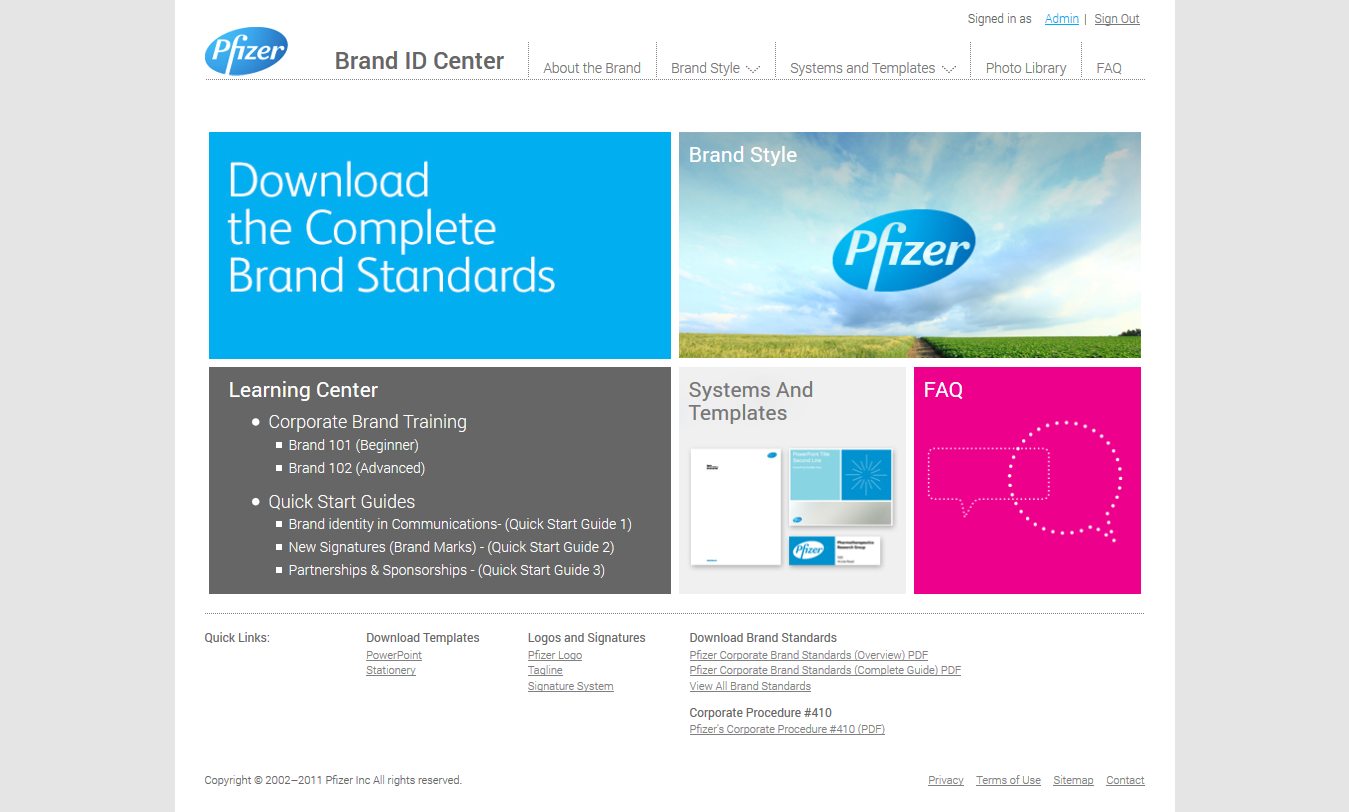 Signed in as Admin | Sign Out
Pfizer
Brand ID Center
About the Brand
Brand Style
Systems and Templates
Photo Library
FAQ
Download
the Complete
Brand Standards
Brand Style
Pfizer
Learning Center
Corporate Brand Training
Brand 101 (Beginner)
Brand 102 (Advanced)
Quick Start Guides
Brand identity in Communications- (Quick Start Guide 1)
New Signatures (Brand Marks) - (Quick Start Guide 2)
Partnerships & Sponsorships - (Quick Start Guide 3)
Systems And
Templates
PowerPoint Title
Second Line
Pfizer
Pharmatherapeutics
Research Group
FAQ
Quick Links:
Download Templates
PowerPoint
Stationery
Logos and Signatures
Pfizer Logo
Tagline
Signature System
Download Brand Standards
Pfizer Corporate Brand Standards (Overview) PDF
Pfizer Corporate Brand Standards (Complete Guide) PDF
View All Brand Standards
Corporate Procedure #410
Pfizer's Corporate Procedure #410 (PDF)
Copyright © 2002–2011 Pfizer Inc All rights reserved.
Privacy
Terms of Use
Sitemap
Contact